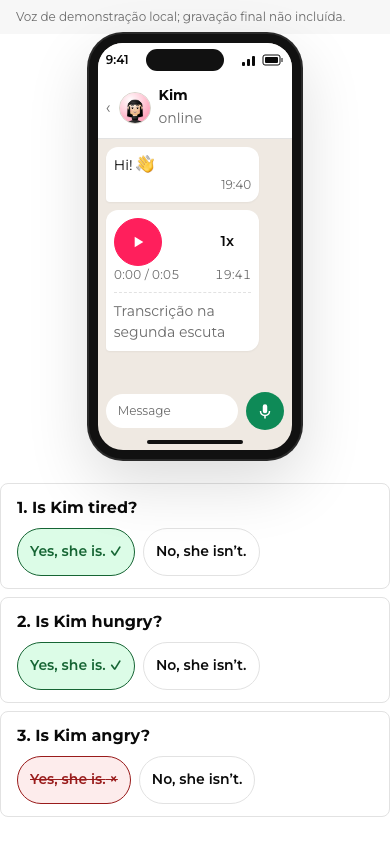 Voz de demonstração local; gravação final não incluída.
9:41
‹ Kim
online
Hi! 👋
19:40
1x
0:00 / 0:05 19:41
Transcrição na
segunda escuta
Message
1. Is Kim tired?
Yes, she is. ✓ No, she isn’t.
2. Is Kim hungry?
Yes, she is. ✓ No, she isn’t.
3. Is Kim angry?
Yes, she is. × No, she isn’t.